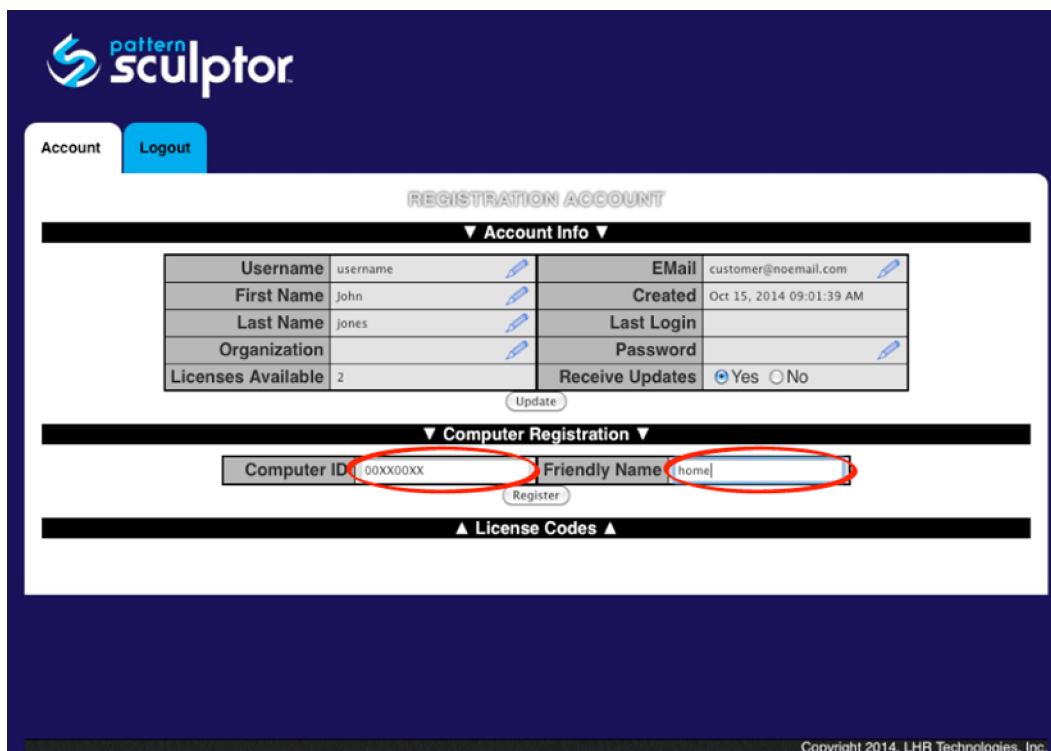 pattern
sculptor
Account Logout
REGISTRATION ACCOUNT
▼ Account Info ▼
Username username EMail customer@noemail.com
First Name John Created Oct 15, 2014 09:01:39 AM
Last Name jones Last Login
Organization Password
Licenses Available 2 Receive Updates Yes No
Update
▼ Computer Registration ▼
Computer ID 00XX00XX Friendly Name home
Register
▲ License Codes ▲
Copyright 2014, LHR Technologies, Inc